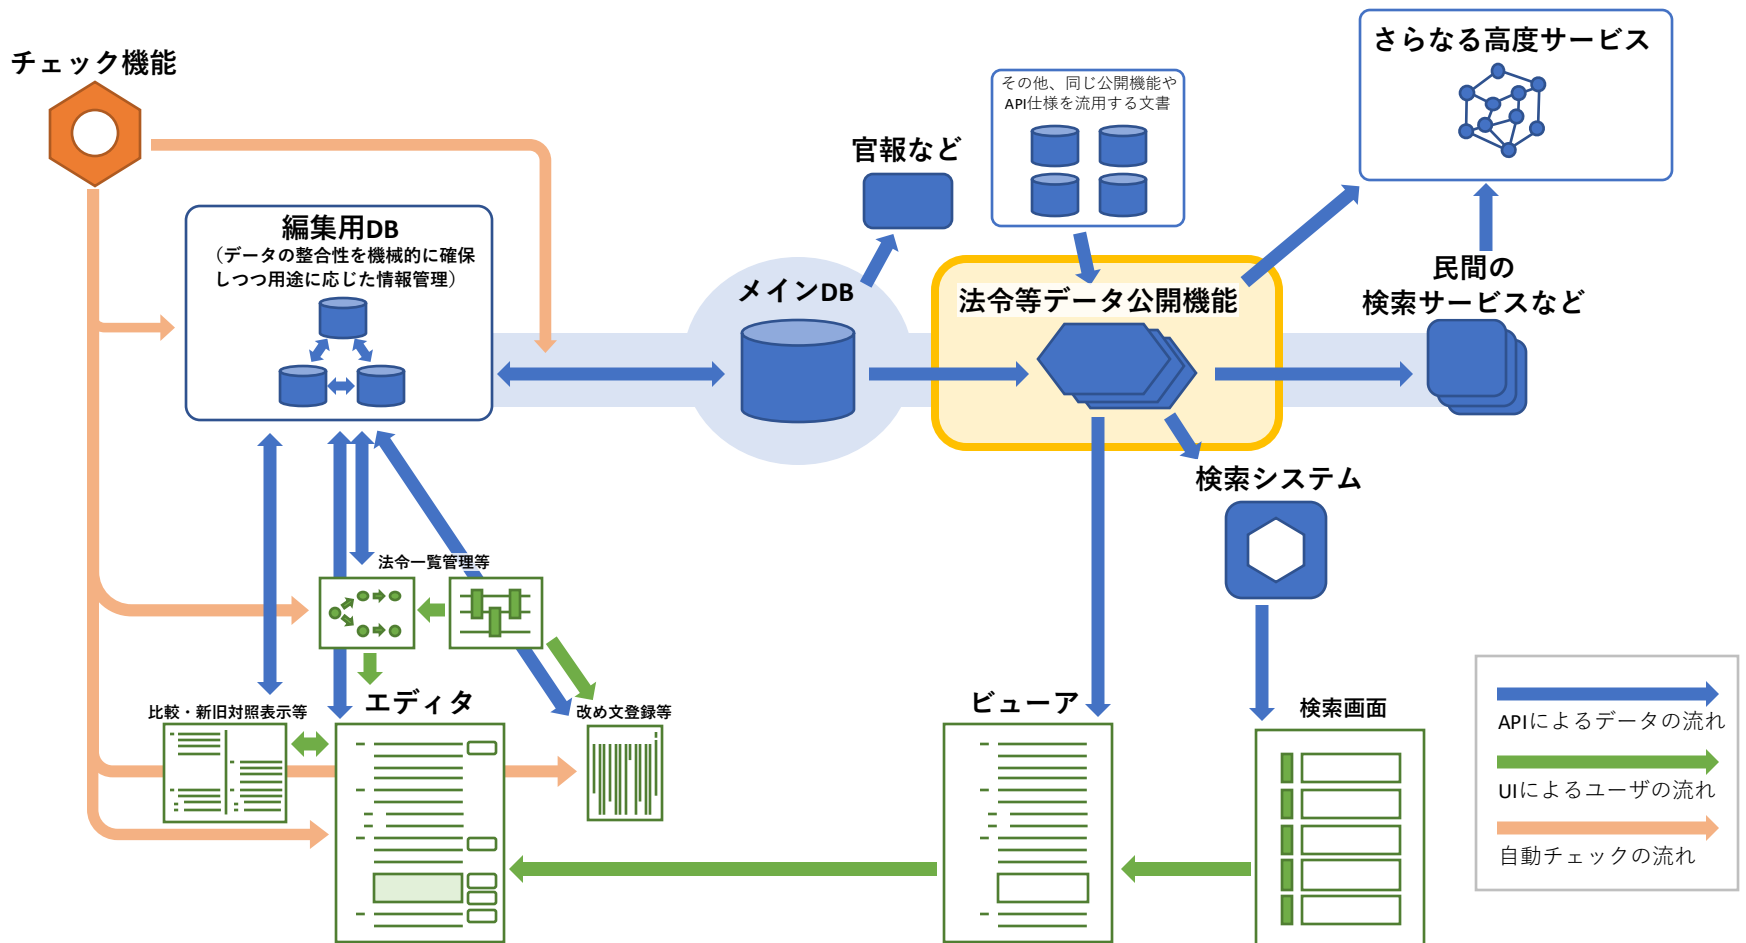 チェック機能
さらなる高度サービス
その他、同じ公開機能や
API仕様を流用する文書
官報など
編集用DB
（データの整合性を機械的に確保
しつつ用途に応じた情報管理）
メインDB
法令等データ公開機能
民間の
検索サービスなど
検索システム
法令一覧管理等
エディタ
比較・新旧対照表示等
改め文登録等
ビューア
検索画面
APIによるデータの流れ
UIによるユーザの流れ
自動チェックの流れ